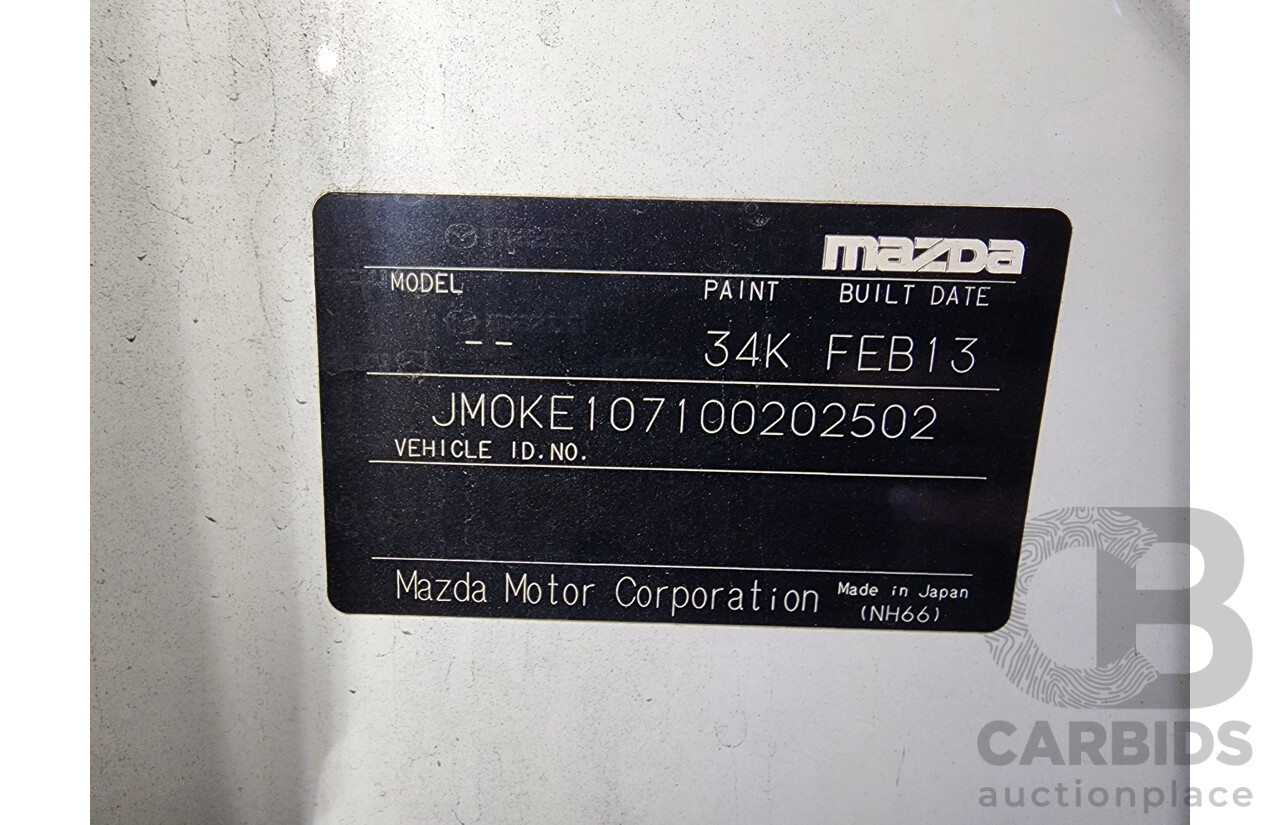 mazda
MODEL PAINT BUILT DATE
-- 34K FEB13
JM0KE107100202502
VEHICLE ID.NO.
Mazda Motor Corporation Made in Japan
(NH66)
CARBIDS
auctionplace